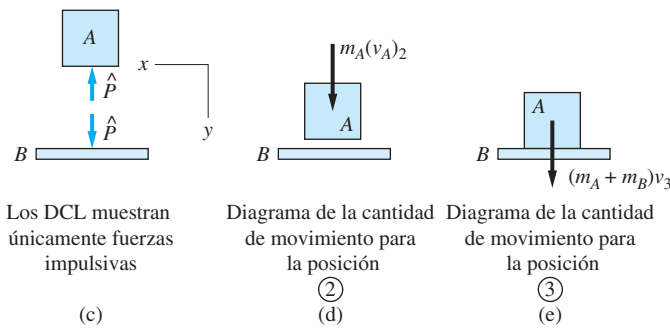 A
x
y
P̂
P̂
B
Los DCL muestran
únicamente fuerzas
impulsivas
(c)
m_A(v_A)_2
A
B
Diagrama de la cantidad
de movimiento para
la posición
②
(d)
A
B
(m_A + m_B)v_3
Diagrama de la cantidad
de movimiento para
la posición
③
(e)